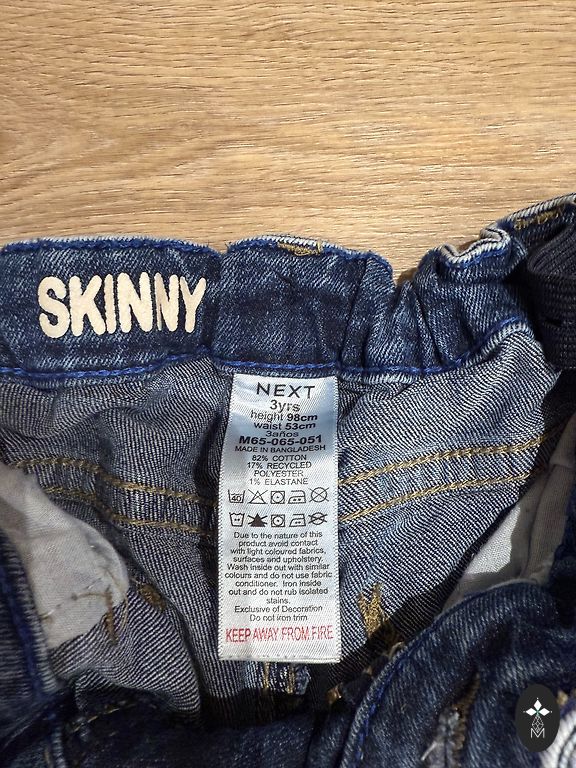 SKINNY
NEXT
3yrs
height 98cm
waist 53cm
3años
M65-065-051
MADE IN BANGLADESH
82% COTTON
17% RECYCLED
POLYESTER
1% ELASTANE
40
Due to the nature of this
product avoid contact
with light coloured fabrics,
surfaces and upholstery.
Wash inside out with similar
colours and do not use fabric
conditioner. Iron inside
out and do not rub isolated
stains.
Exclusive of Decoration
Do not iron trim
KEEP AWAY FROM FIRE
M